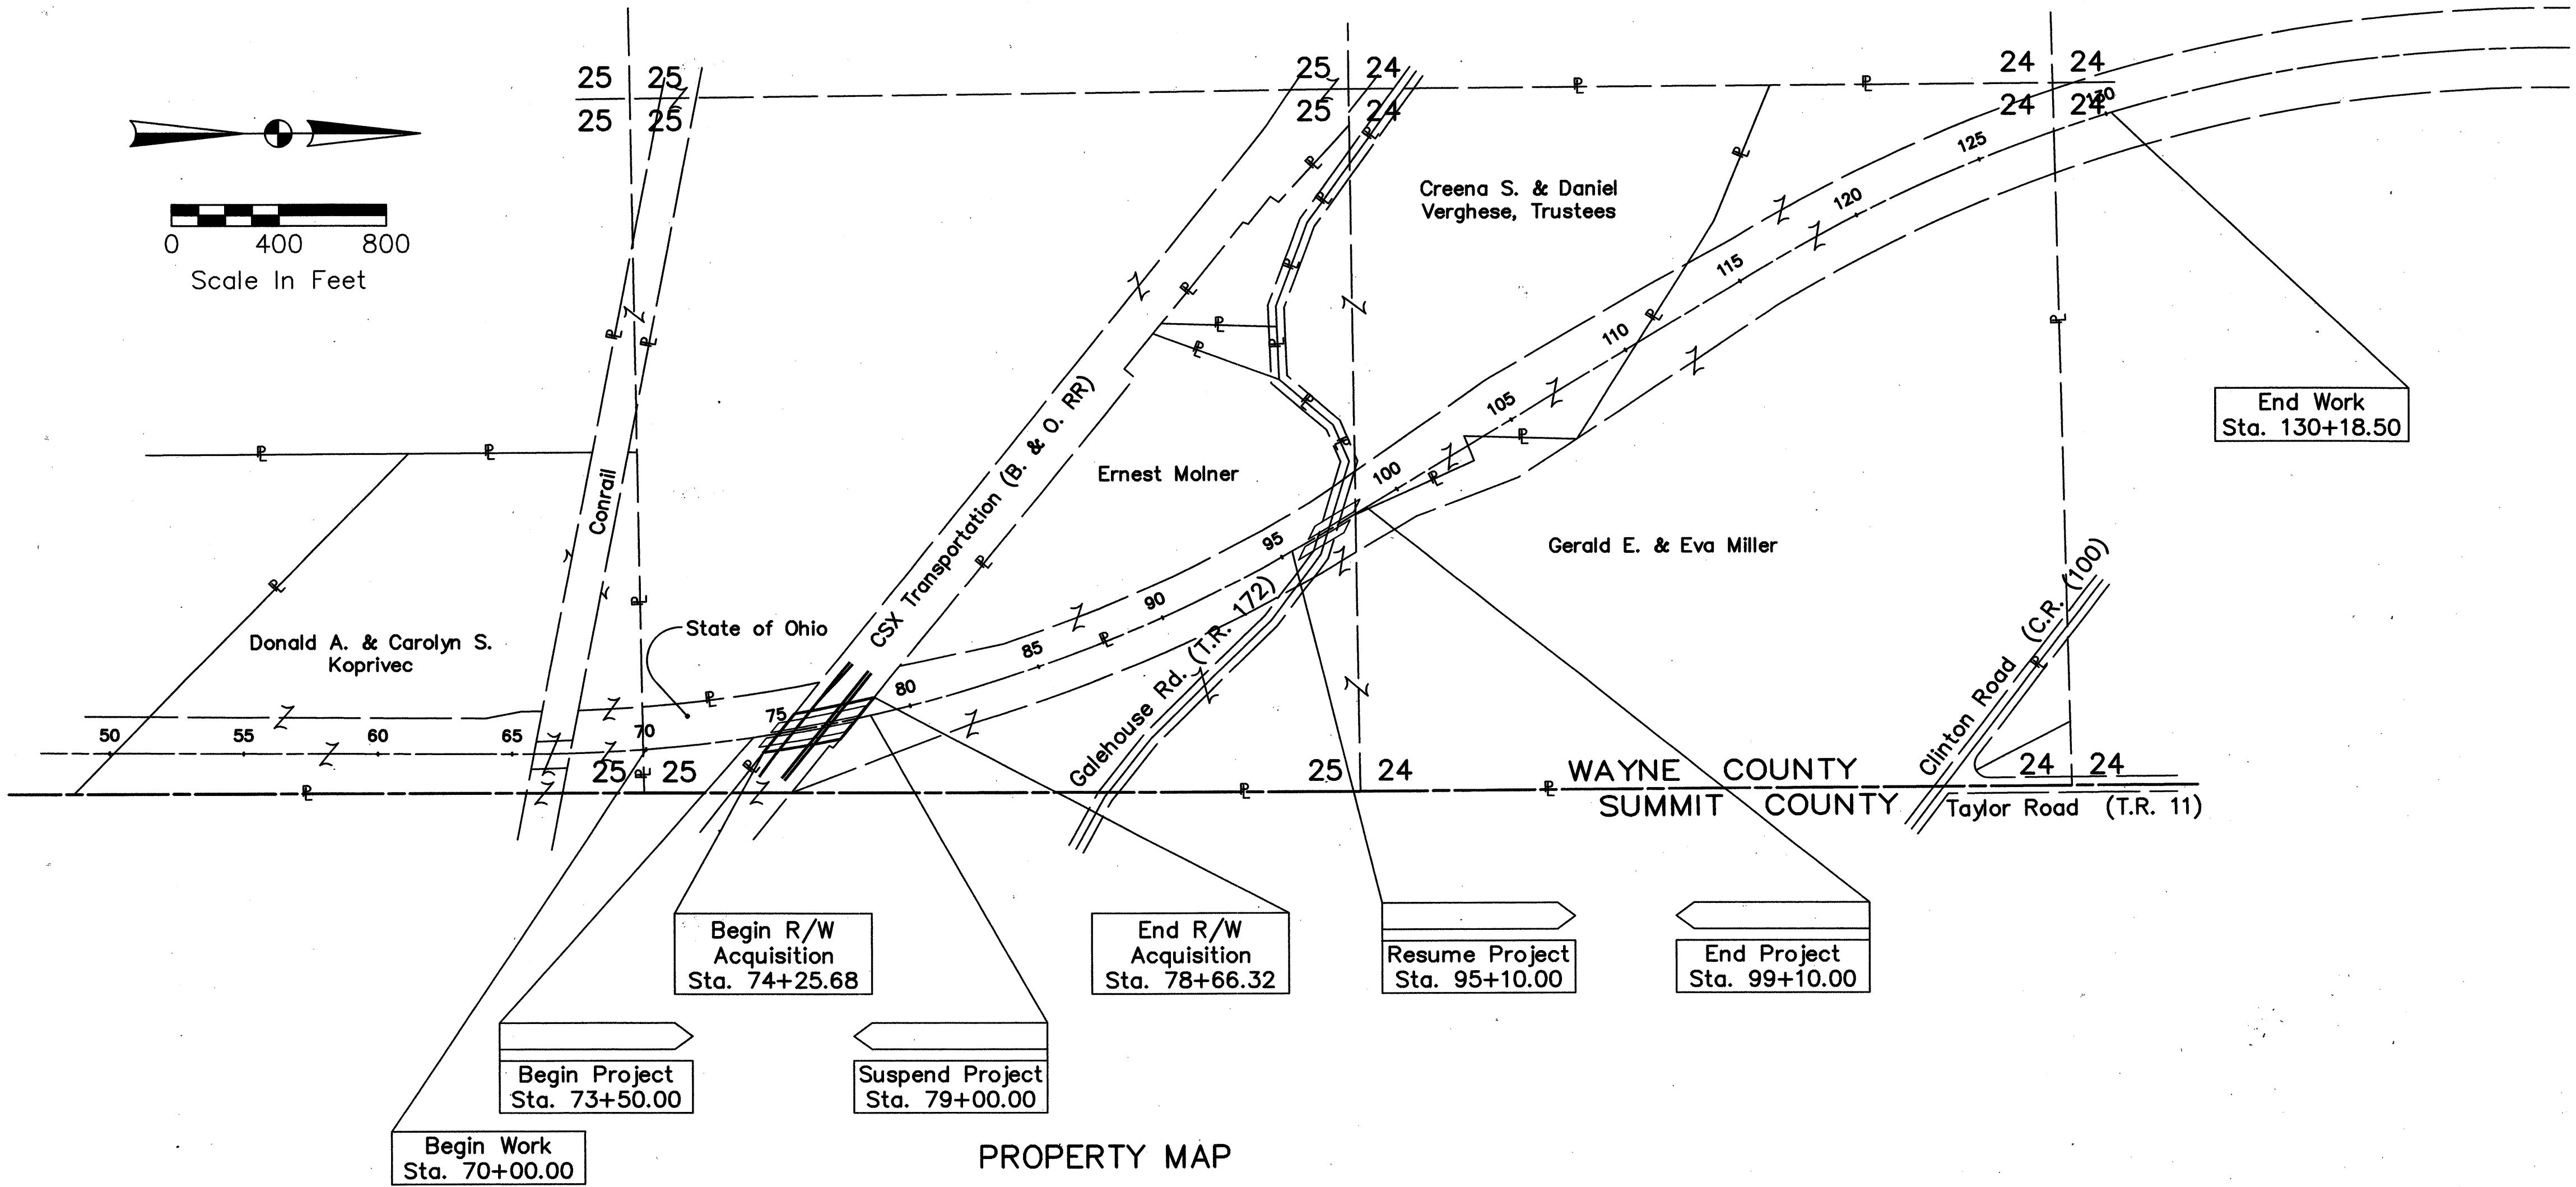 25 25 25 24 24 24
25 25 25 24 24 24
130
125
Creena S. & Daniel
Verghese, Trustees
120
0 400 800
Scale In Feet
115
110
105
End Work
Sta. 130+18.50
CSX Transportation (B. & O. RR)
Ernest Molner
100
Conrail
95
Gerald E. & Eva Miller
90
Donald A. & Carolyn S.
Koprivec
State of Ohio
85
Galehouse Rd. (T.R. 172)
Clinton Road (C.R. (100)
80
75
50 55 60 65 70
25 25 25 24 24 24
WAYNE COUNTY
SUMMIT COUNTY
Taylor Road (T.R. 11)
Begin R/W
Acquisition
Sta. 74+25.68
End R/W
Acquisition
Sta. 78+66.32
Resume Project
Sta. 95+10.00
End Project
Sta. 99+10.00
Begin Project
Sta. 73+50.00
Suspend Project
Sta. 79+00.00
Begin Work
Sta. 70+00.00
PROPERTY MAP